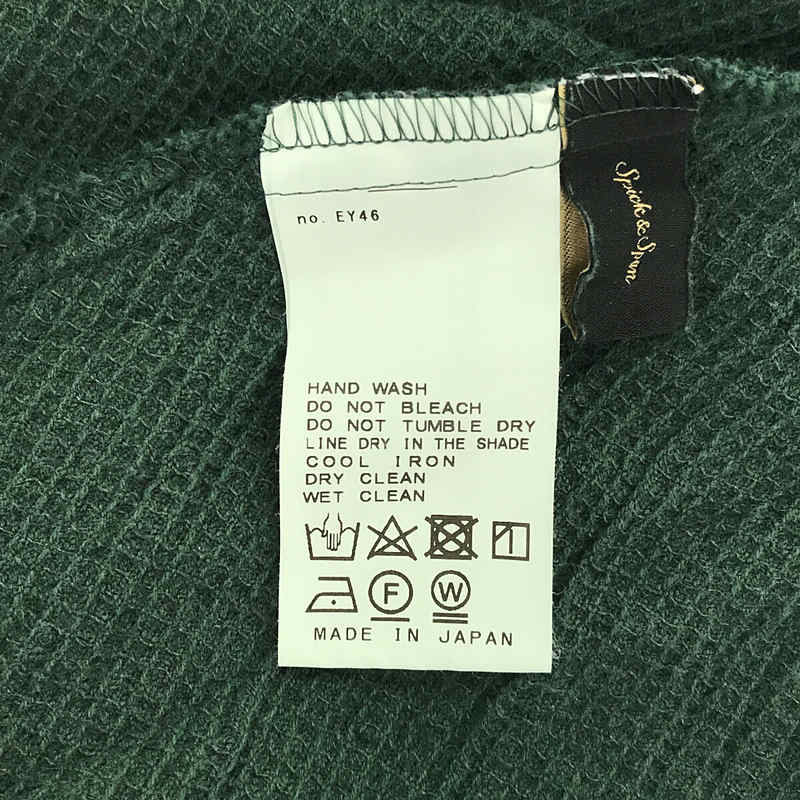 no. EY46
Spick & Span
HAND WASH
DO NOT BLEACH
DO NOT TUMBLE DRY
LINE DRY IN THE SHADE
COOL IRON
DRY CLEAN
WET CLEAN
F W
MADE IN JAPAN